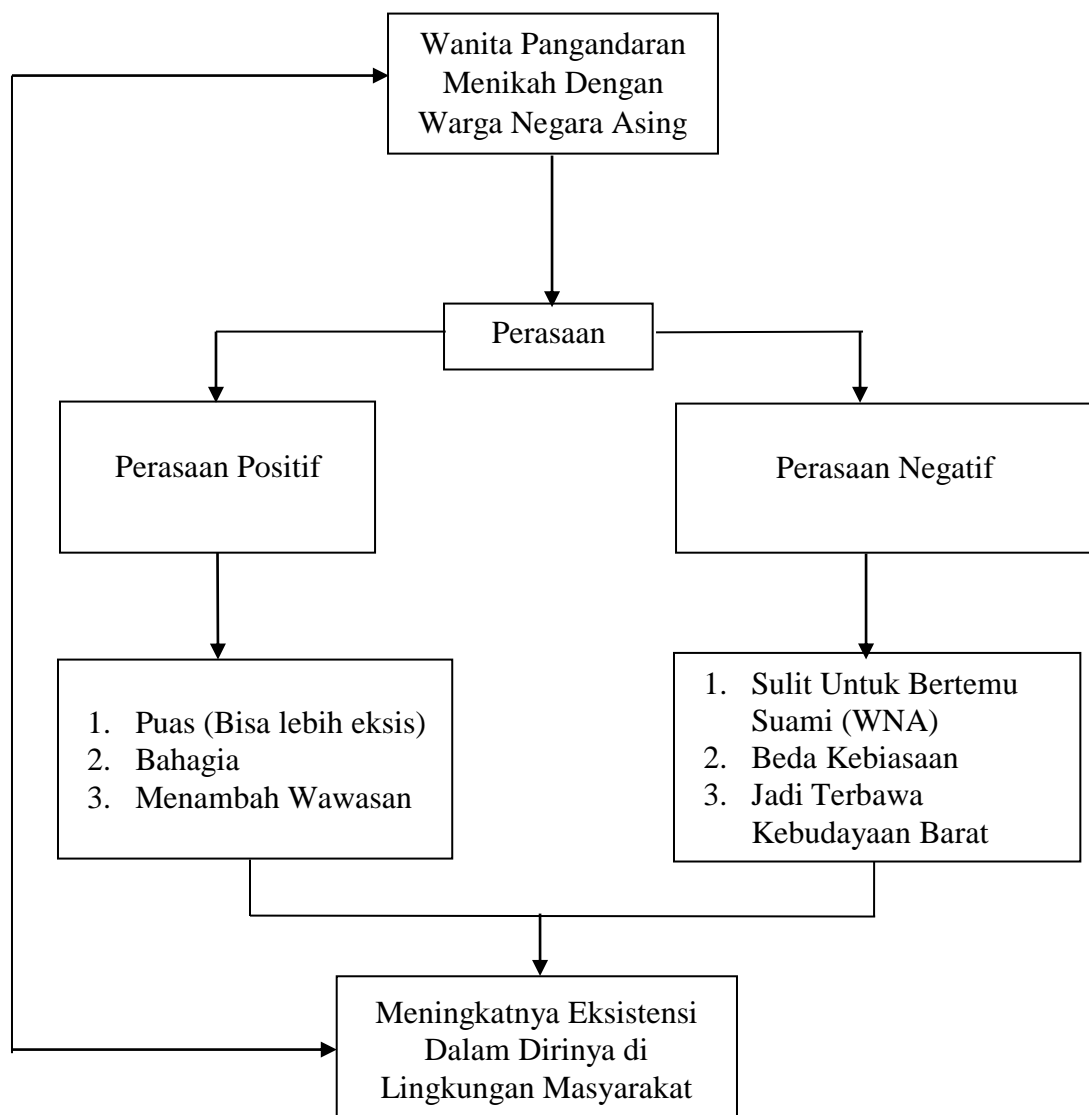 Wanita Pangandaran
Menikah Dengan
Warga Negara Asing
Perasaan
Perasaan Positif
Perasaan Negatif
1. Puas (Bisa lebih eksis)
2. Bahagia
3. Menambah Wawasan
1. Sulit Untuk Bertemu
Suami (WNA)
2. Beda Kebiasaan
3. Jadi Terbawa
Kebudayaan Barat
Meningkatnya Eksistensi
Dalam Dirinya di
Lingkungan Masyarakat